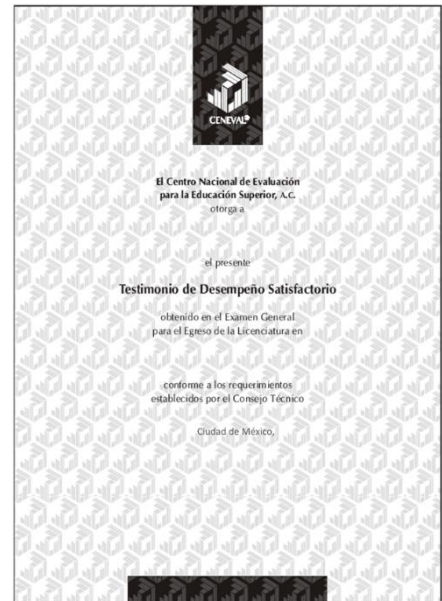 CENEVAL®
El Centro Nacional de Evaluación
para la Educación Superior, A.C.
otorga a
el presente
Testimonio de Desempeño Satisfactorio
obtenido en el Examen General
para el Egreso de la Licenciatura en
conforme a los requerimientos
establecidos por el Consejo Técnico
Ciudad de México,